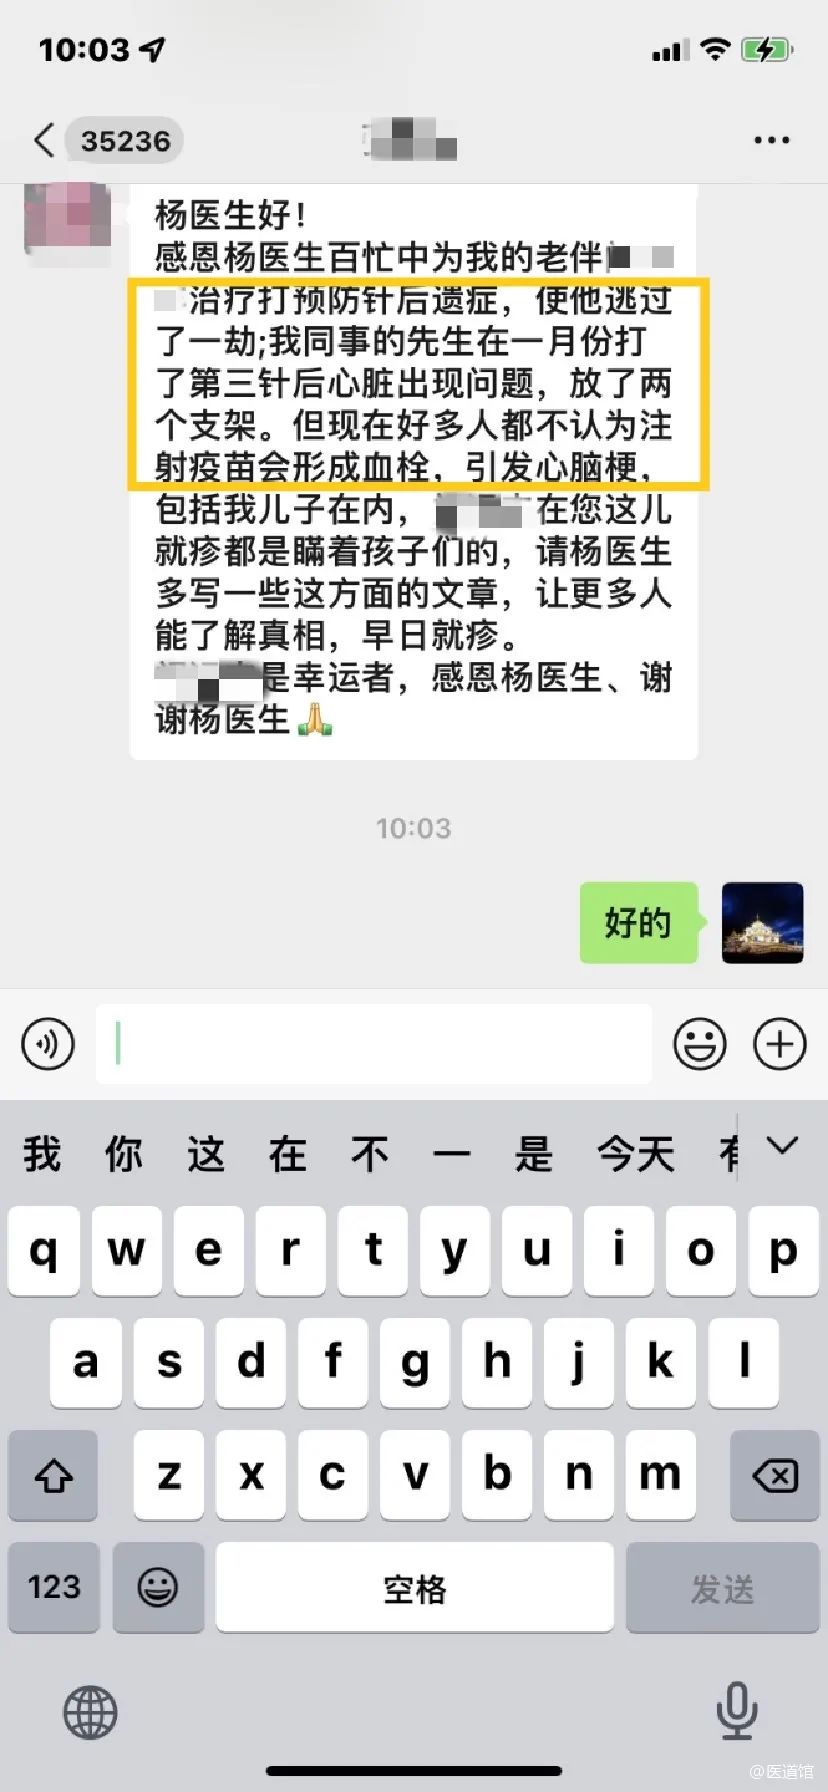 10:03
35236
杨医生好！
感恩杨医生百忙中为我的老伴
治疗打预防针后遗症，使他逃过
了一劫;我同事的先生在一月份打
了第三针后心脏出现问题，放了两
个支架。但现在好多人都不认为注
射疫苗会形成血栓，引发心脑梗，
包括我儿子在内，在您这儿
就疹都是瞒着孩子们的，请杨医生
多写一些这方面的文章，让更多人
能了解真相，早日就疹。
是幸运者，感恩杨医生、谢
谢杨医生🙏
10:03
好的
我 你 这 在 不 一 是 今天
q w e r t y u i o p
a s d f g h j k l
z x c v b n m
123 空格 发送
@医道馆